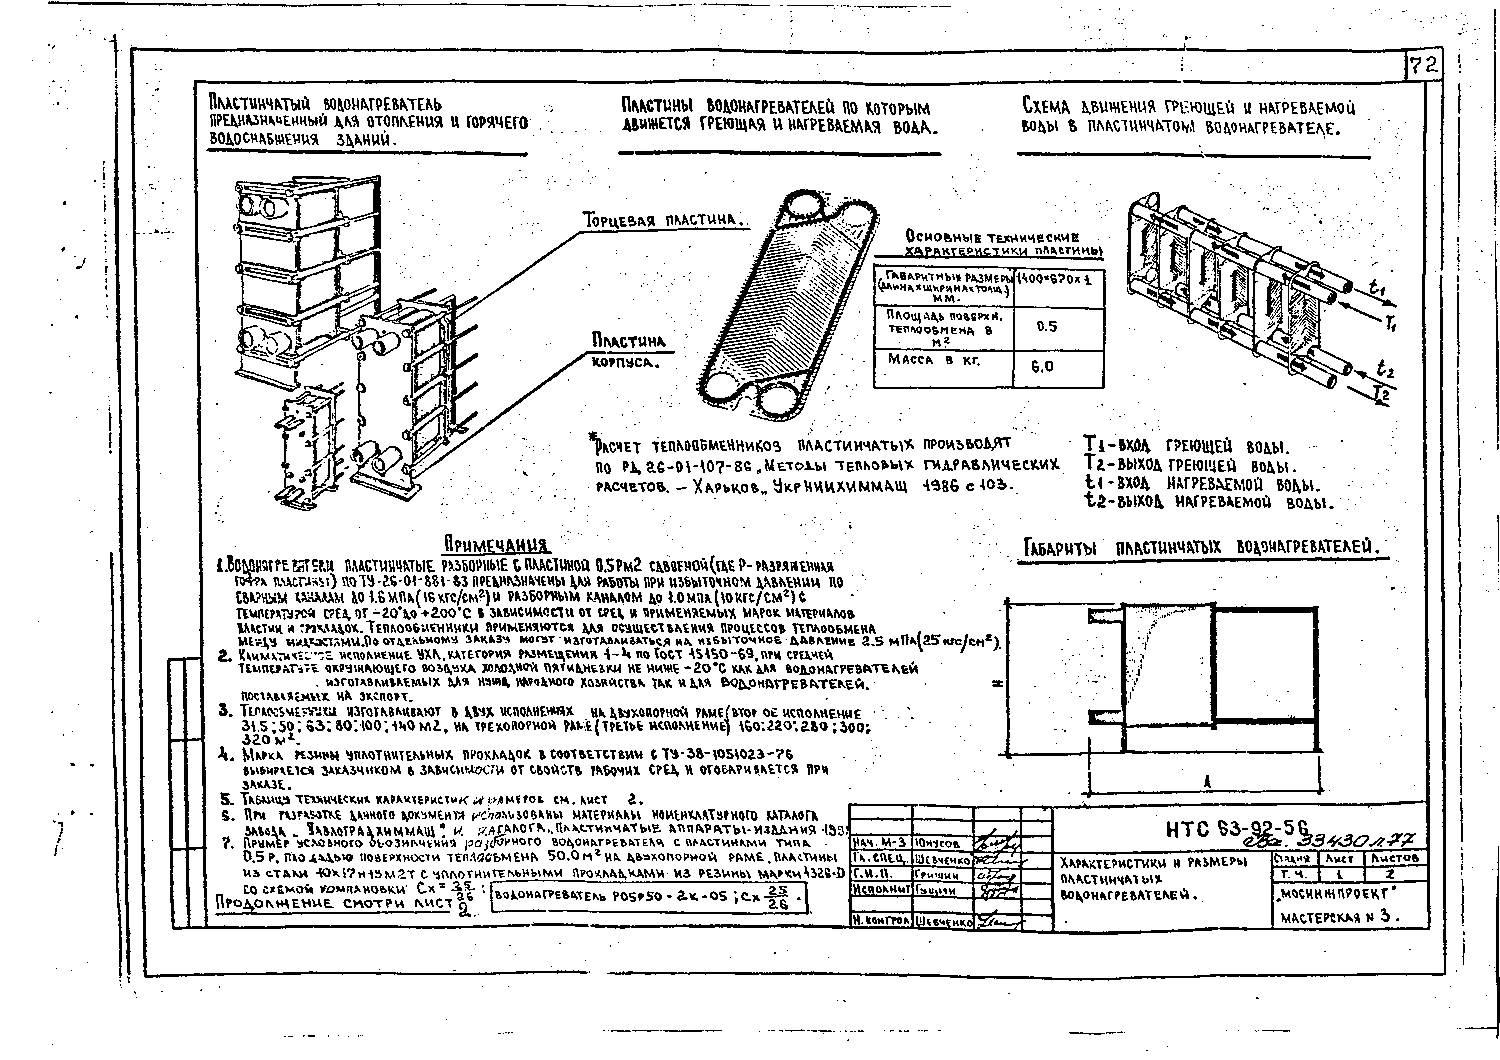 72
Пластинчатый водонагреватель
предназначенный для отопления и горячего
водоснабжения зданий.
Пластины водонагревателей по которым
движется греющая и нагреваемая вода.
Схема движения греющей и нагреваемой
воды в пластинчатом водонагревателе.
Торцевая пластина.
Пластина
корпуса.
Основные технические
характеристики пластины
Габаритные размеры 1400×670×1
(длина×ширина×толщ.)
мм.
Площадь поверхн.
теплообмена в 0.5
м2
Масса в кг. 6.0
t1
T1
t2
T2
*Расчет теплообменников пластинчатых производят
по РД 26-01-107-86, Методы тепловых гидравлических
расчетов. – Харьков, УкрНИИхиммаш 1986 с 103.
T1-вход греющей воды.
T2-выход греющей воды.
t1-вход нагреваемой воды.
t2-выход нагреваемой воды.
Габариты пластинчатых водонагревателей.
H
A
Примечания
1. Водонагреватели пластинчатые разборные с пластиной 0,5Рм2 сдвоенной (где Р- разряженная
гофра пластины) по ТУ-26-01-881-83 предназначены для работы при избыточном давлении по
сварным каналам до 1.6 МПа (16 кгс/см2) и разборным каналом до 1.0 МПа (10 кгс/см2) с
температурой сред от -20° до +200°С в зависимости от сред и применяемых марок материалов
пластин и прокладок. Теплообменники применяются для осуществления процессов теплообмена
между жидкостями. По отдельному заказу могут изготавливаться на избыточное давление 2.5 МПа (25 кгс/см2).
2. Климатическое исполнение УХЛ, категория размещения 1-4 по ГОСТ 15150-69, при средней
температуре окружающего воздуха холодной пятидневки не ниже -20°С как для водонагревателей
изготавливаемых для нужд народного хозяйства так и для водонагревателей.
поставляемых на экспорт.
3. Теплообменники изготавливают в двух исполнениях на двухопорной раме (второе исполнение
31.5; 50; 63; 80; 100; 140 м2, на трехопорной раме (третье исполнение) 160; 220; 280; 300;
320 м2.
4. Марка резины уплотнительных прокладок в соответствии с ТУ-38-1051023-76
выбирается заказчиком в зависимости от свойств рабочих сред и оговаривается при
заказе.
5. Таблицу технических характеристик и размеров см. лист 2.
6. При разработке данного документа использованы материалы номенклатурного каталога
завода „Павлоградхиммаш" и каталога „Пластинчатые аппараты-издания -1991
7. Пример условного обозначения разборного водонагревателя с пластинами типа
0.5 Р, площадью поверхности теплообмена 50.0 м2 на двухопорной раме, пластины
из стали 10х17н13м2т с уплотнительными прокладками из резины марки 4326-D
со схемой компановки Сх = 25/26 :
водонагреватель Р05Р50-2к-05; Сх 25/26.
Продолжение смотри лист 2
НТС 63-92-56
33430 л. 77
Нач. М-3 Юнусов
Гл. спец. Шевченко
Г.И.П. Гришин
Исполнит
Н. контрол Шевченко
Характеристики и размеры
пластинчатых
водонагревателей.
Стадия Лист Листов
Т. Ч. 1 2
„Мосинжпроект"
мастерская N 3.